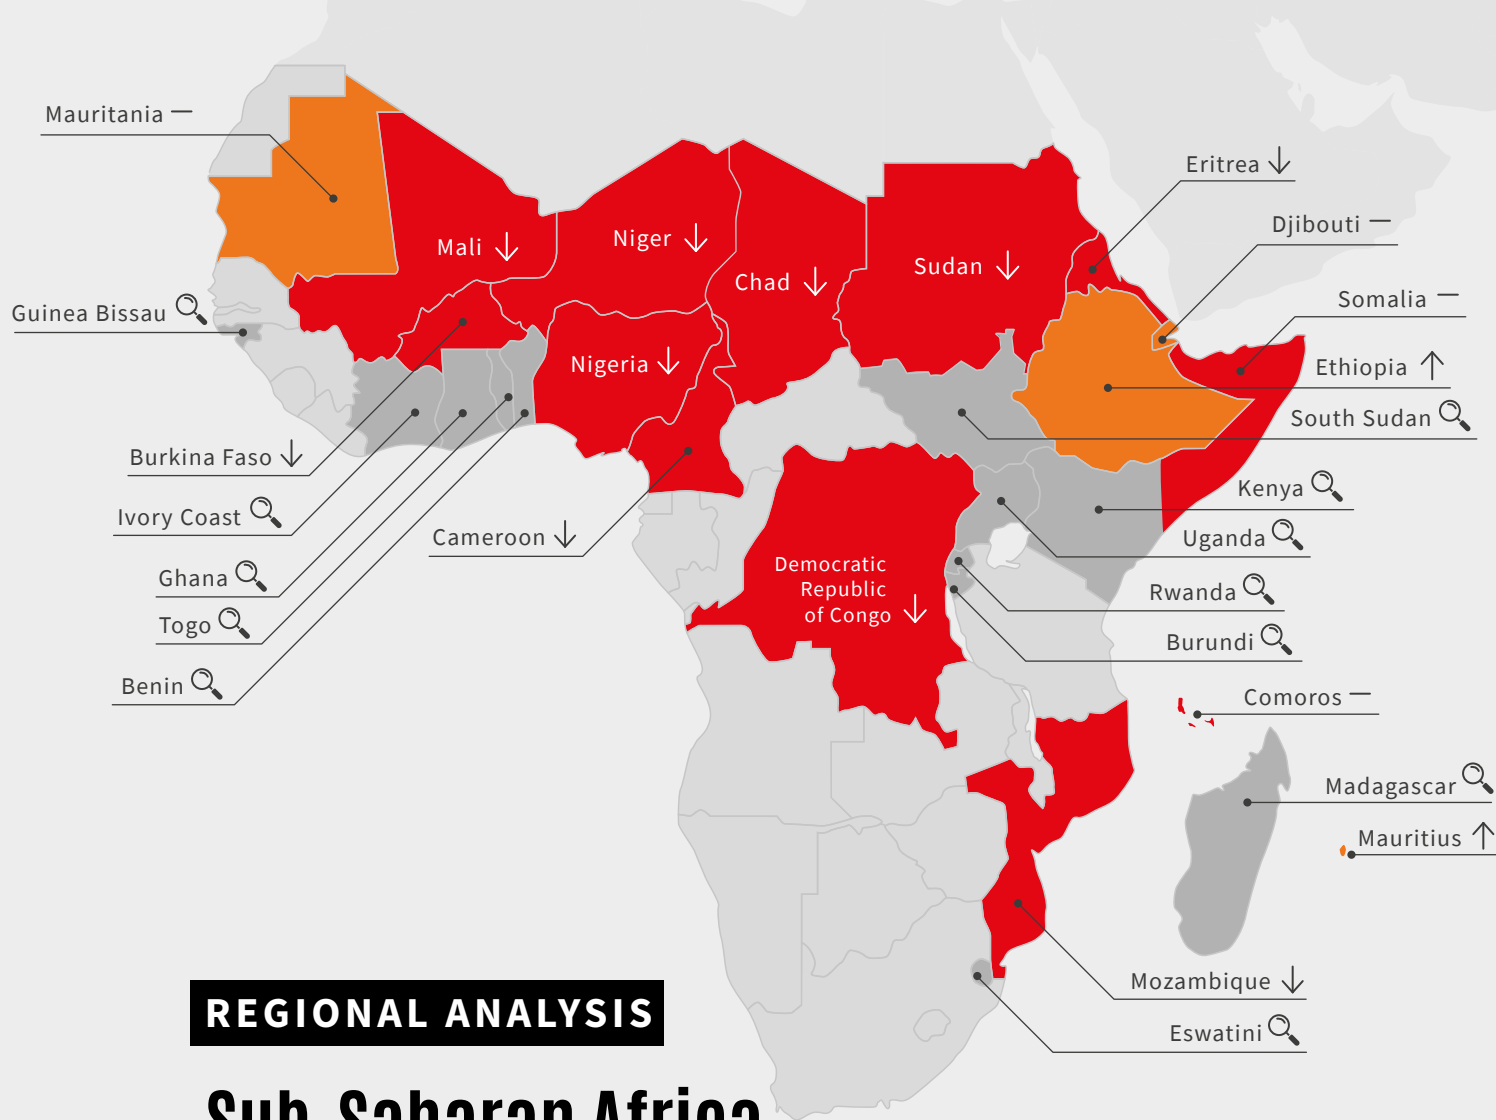 Mauritania
Eritrea
Djibouti
Mali
Niger
Chad
Sudan
Somalia
Guinea Bissau
Nigeria
Ethiopia
South Sudan
Burkina Faso
Kenya
Ivory Coast
Cameroon
Uganda
Democratic
Republic
of Congo
Ghana
Rwanda
Togo
Burundi
Benin
Comoros
Madagascar
Mauritius
Mozambique
Eswatini
REGIONAL ANALYSIS
Sub-Saharan Africa